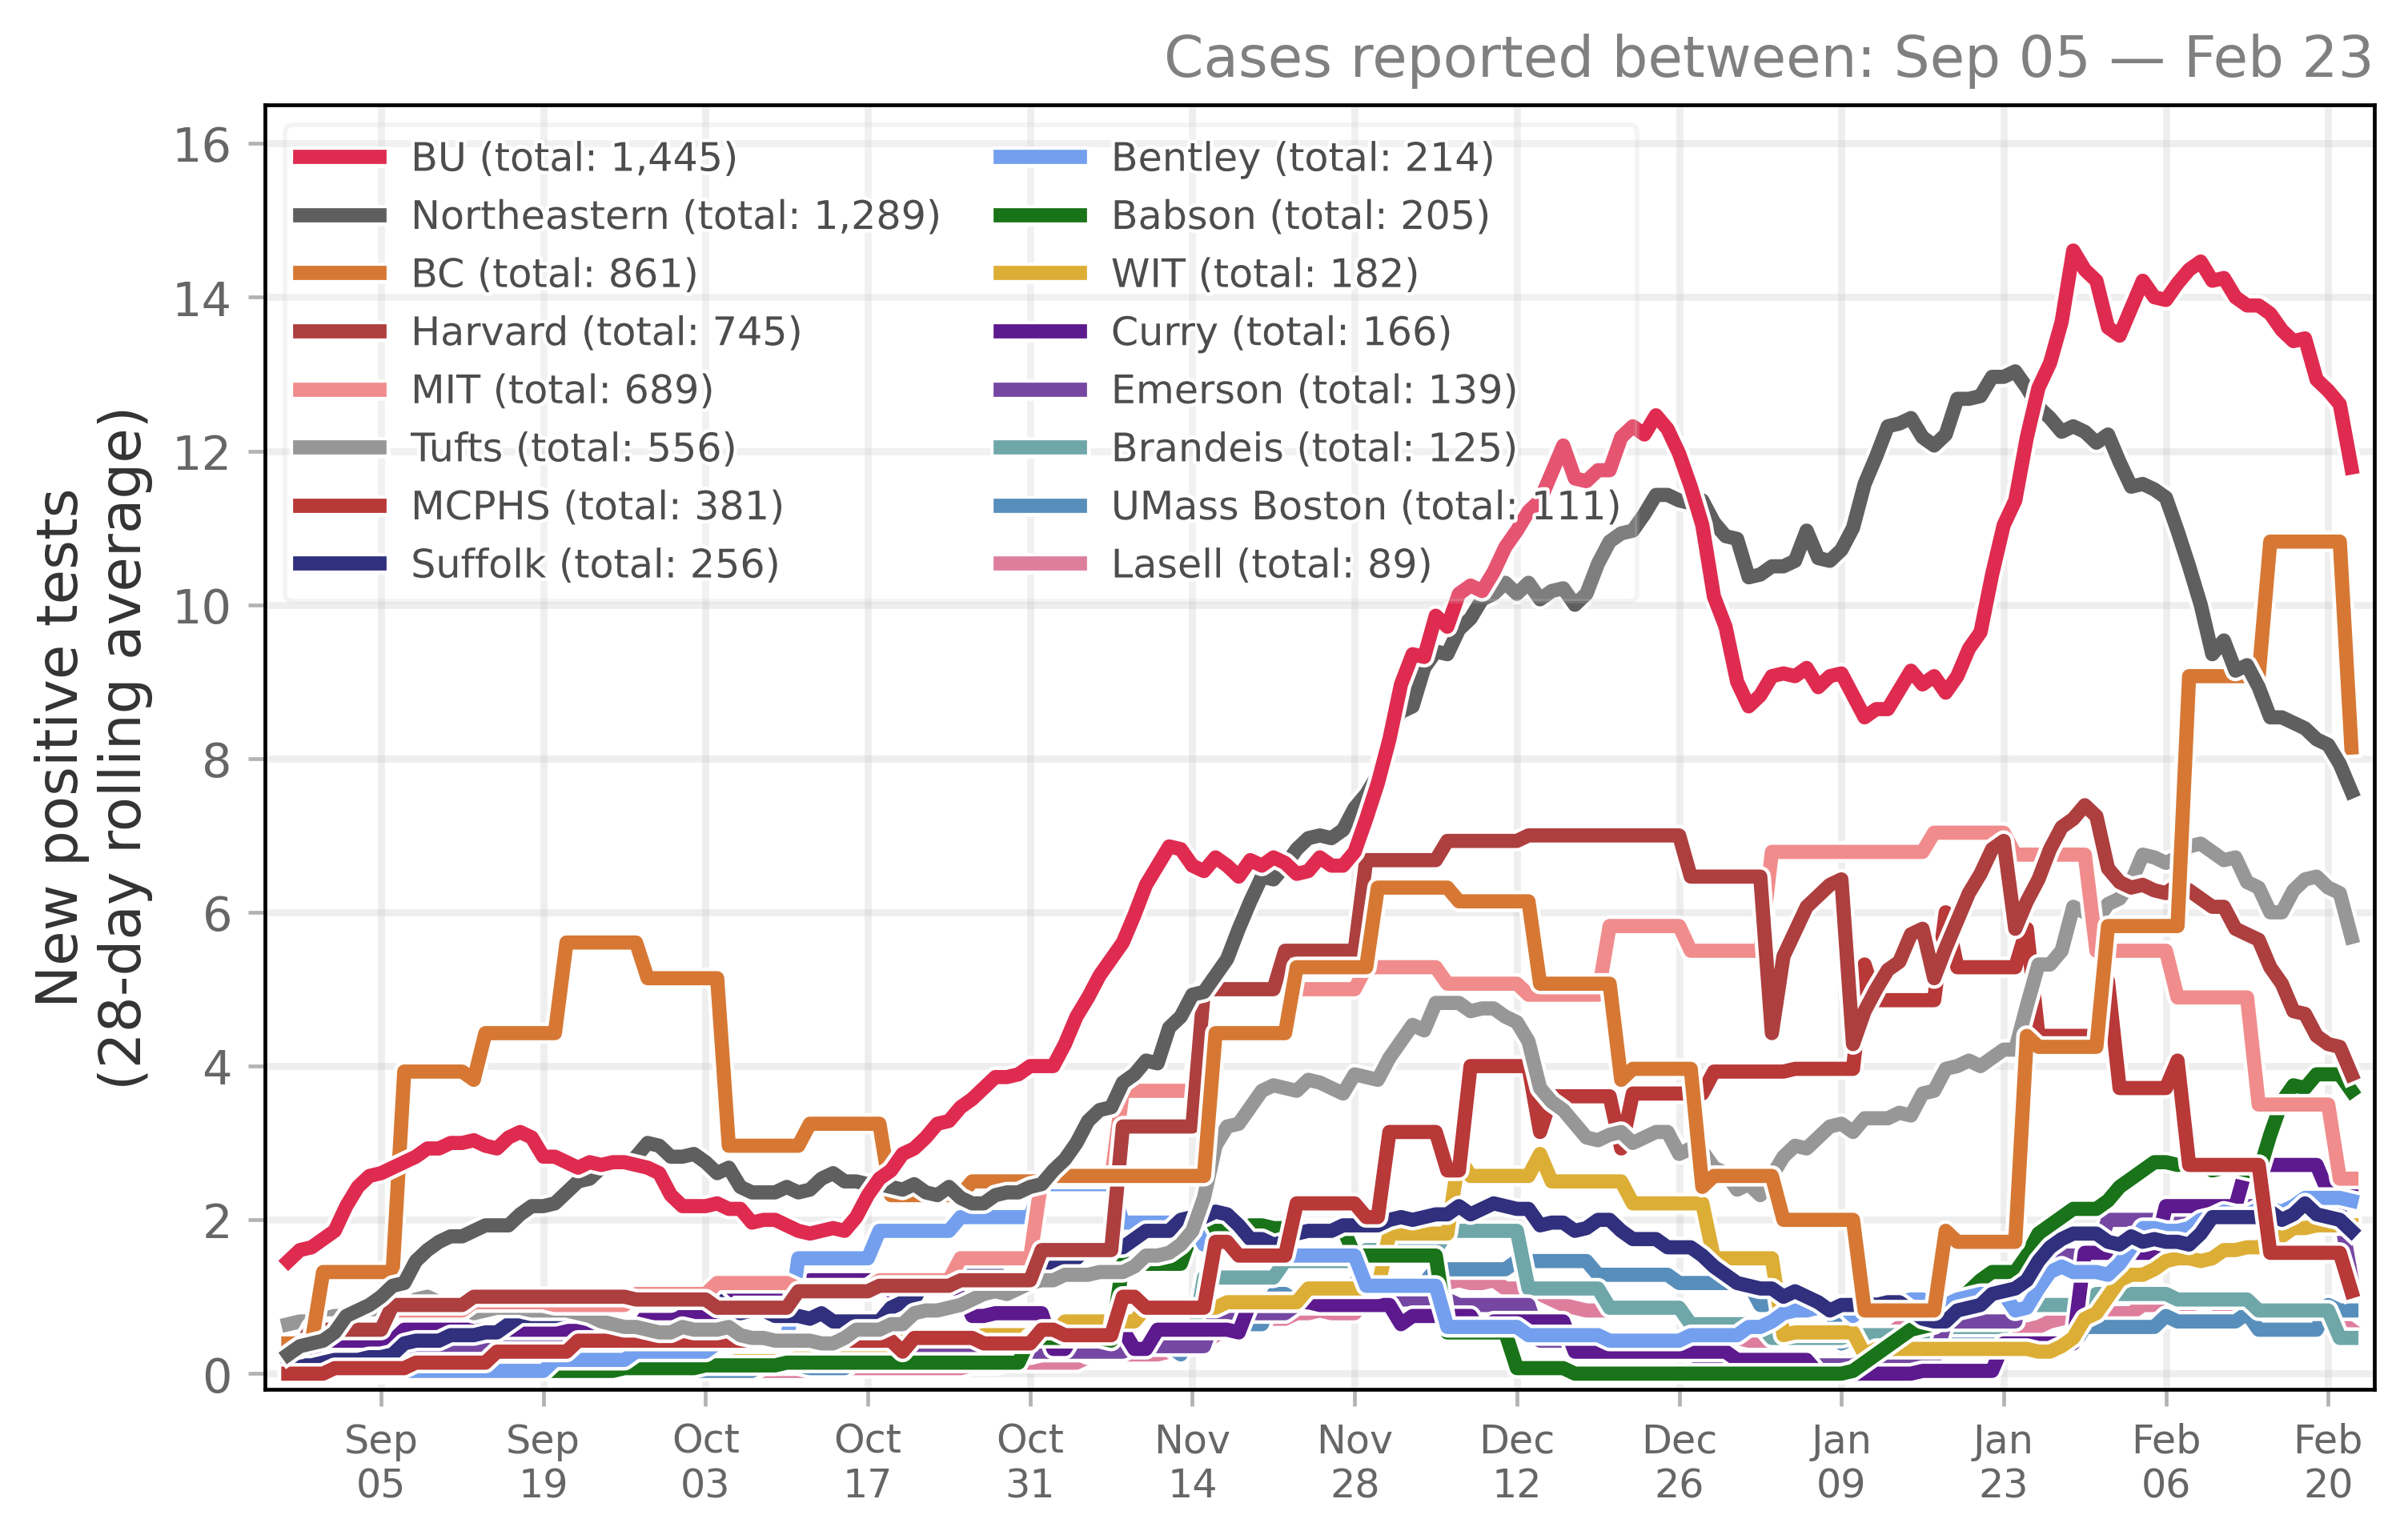 Cases reported between: Sep 05 — Feb 23
New positive tests
(28-day rolling average)
16
14
12
10
8
6
4
2
0
BU (total: 1,445)
Northeastern (total: 1,289)
BC (total: 861)
Harvard (total: 745)
MIT (total: 689)
Tufts (total: 556)
MCPHS (total: 381)
Suffolk (total: 256)
Bentley (total: 214)
Babson (total: 205)
WIT (total: 182)
Curry (total: 166)
Emerson (total: 139)
Brandeis (total: 125)
UMass Boston (total: 111)
Lasell (total: 89)
Sep
05
Sep
19
Oct
03
Oct
17
Oct
31
Nov
14
Nov
28
Dec
12
Dec
26
Jan
09
Jan
23
Feb
06
Feb
20